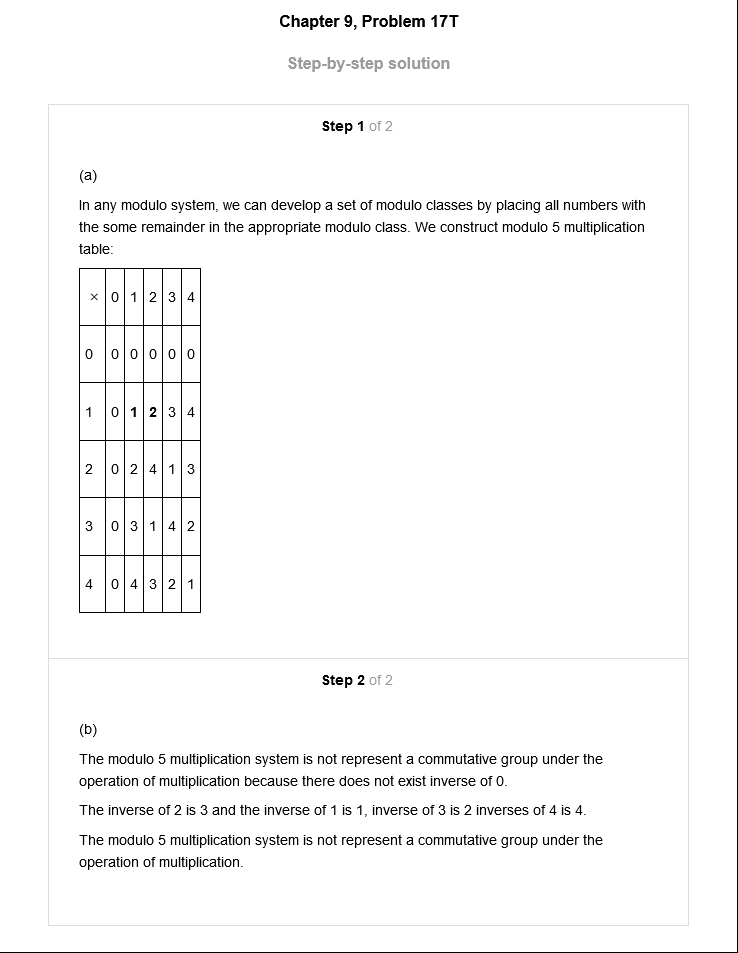 Chapter 9, Problem 17T
Step-by-step solution
Step 1 of 2
(a)
In any modulo system, we can develop a set of modulo classes by placing all numbers with
the some remainder in the appropriate modulo class. We construct modulo 5 multiplication
table:
× 0 1 2 3 4
0 0 0 0 0 0
1 0 1 2 3 4
2 0 2 4 1 3
3 0 3 1 4 2
4 0 4 3 2 1
Step 2 of 2
(b)
The modulo 5 multiplication system is not represent a commutative group under the
operation of multiplication because there does not exist inverse of 0.
The inverse of 2 is 3 and the inverse of 1 is 1, inverse of 3 is 2 inverses of 4 is 4.
The modulo 5 multiplication system is not represent a commutative group under the
operation of multiplication.